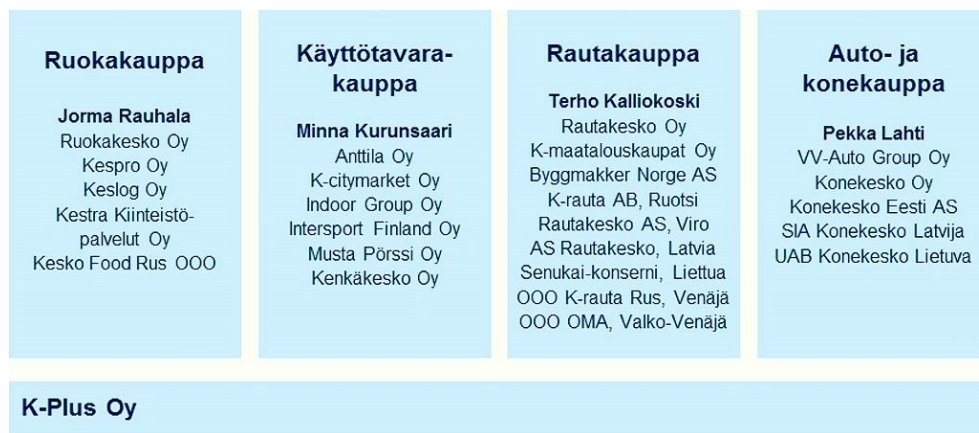 Ruokakauppa
Jorma Rauhala
Ruokakesko Oy
Kespro Oy
Keslog Oy
Kestra Kiinteistö-
palvelut Oy
Kesko Food Rus OOO
Käyttötavara-
kauppa
Minna Kurunsaari
Anttila Oy
K-citymarket Oy
Indoor Group Oy
Intersport Finland Oy
Musta Pörssi Oy
Kenkäkesko Oy
Rautakauppa
Terho Kalliokoski
Rautakesko Oy
K-maatalouskaupat Oy
Byggmakker Norge AS
K-rauta AB, Ruotsi
Rautakesko AS, Viro
AS Rautakesko, Latvia
Senukai-konserni, Liettua
OOO K-rauta Rus, Venäjä
OOO OMA, Valko-Venäjä
Auto- ja
konekauppa
Pekka Lahti
VV-Auto Group Oy
Konekesko Oy
Konekesko Eesti AS
SIA Konekesko Latvija
UAB Konekesko Lietuva
K-Plus Oy